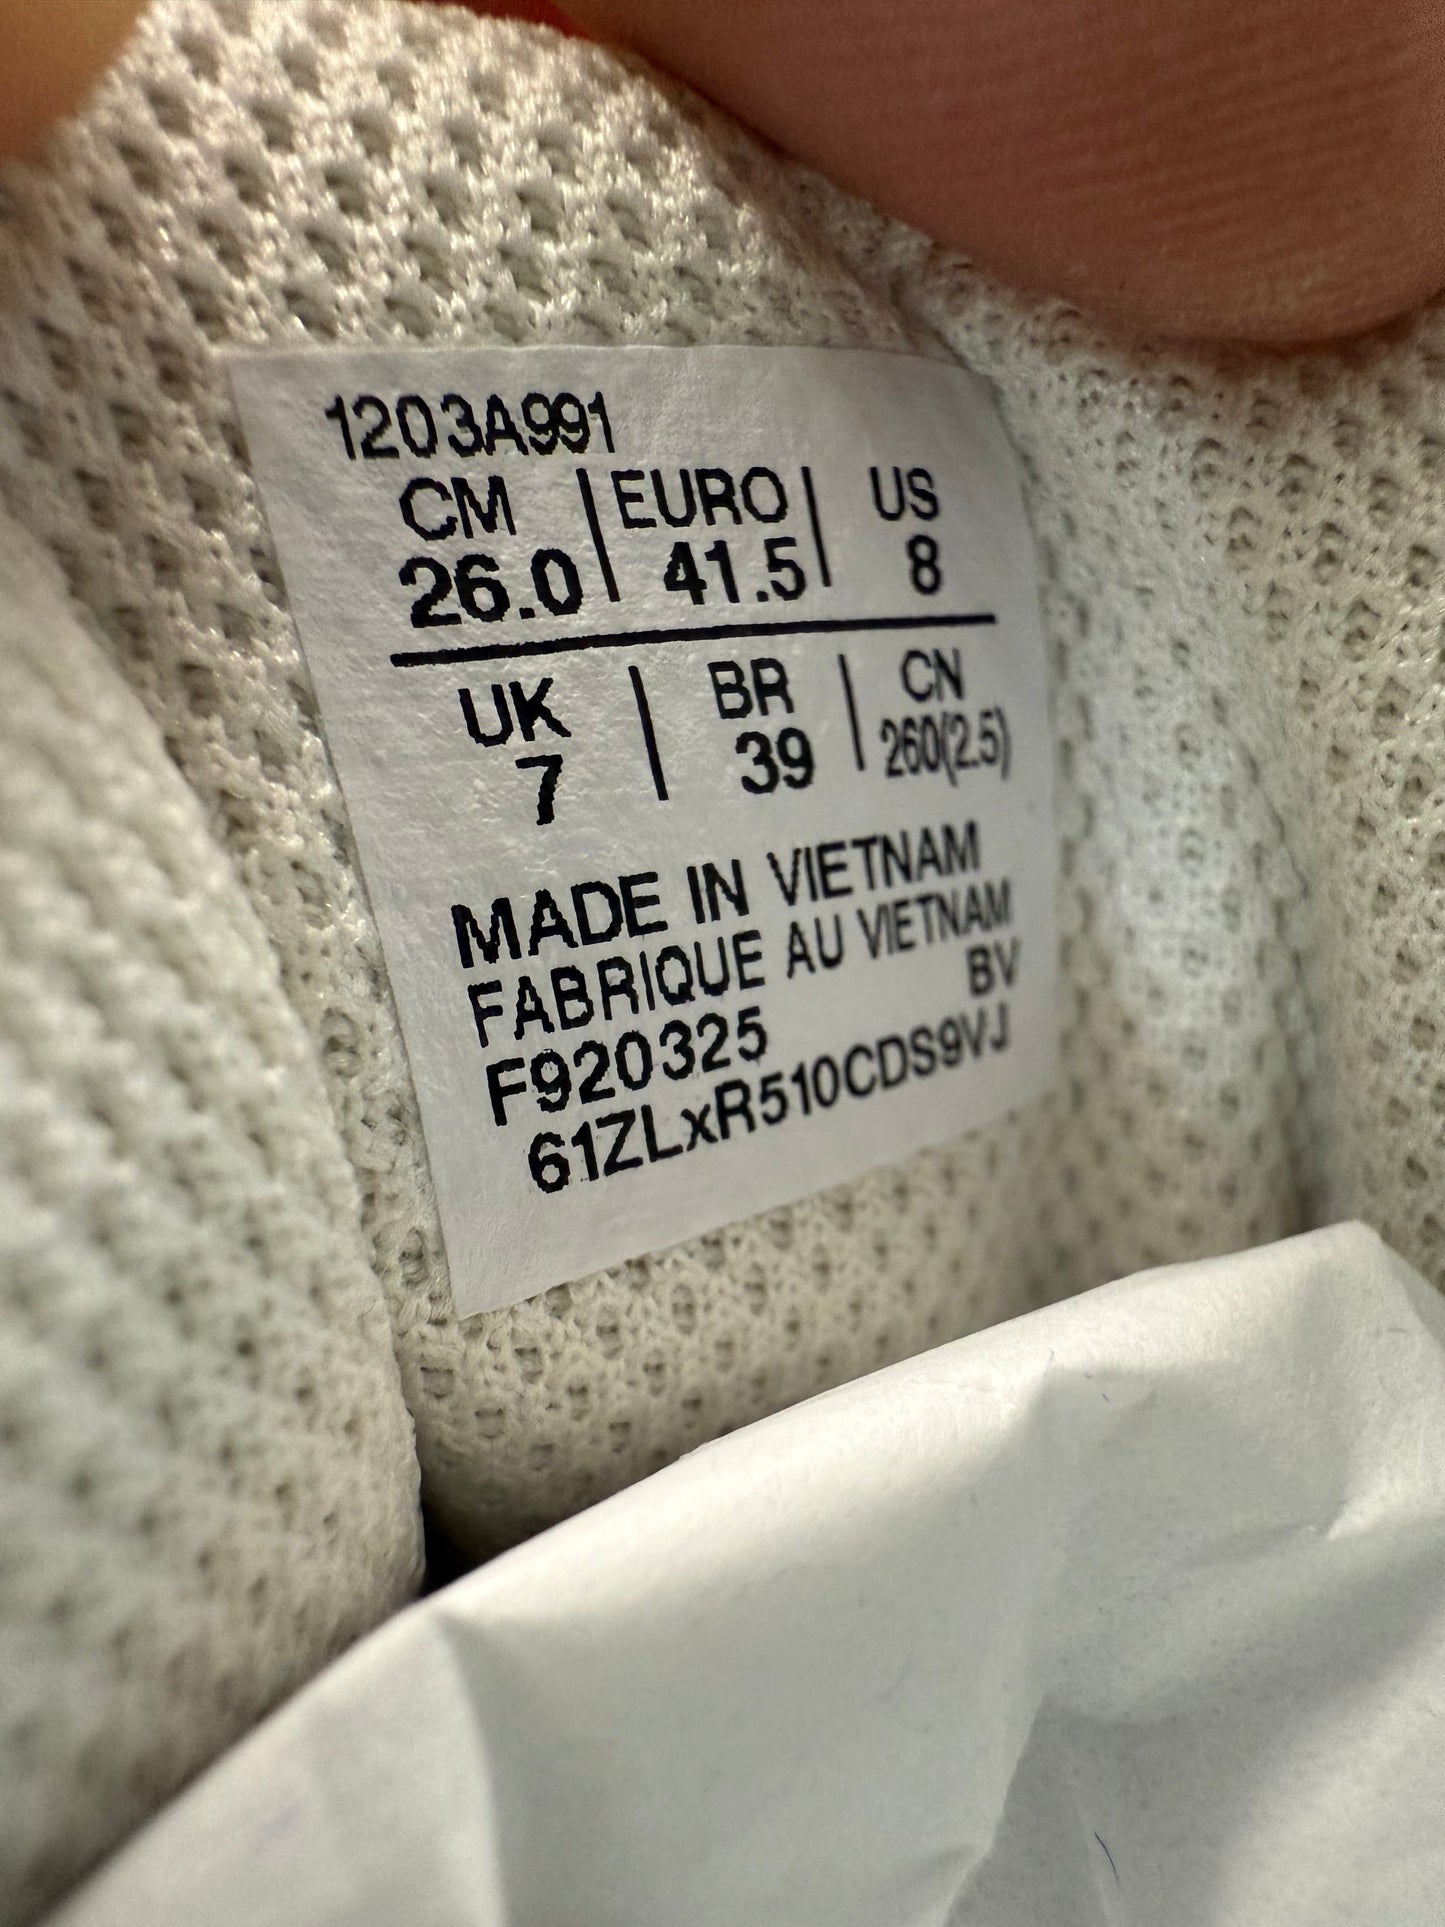 1203A991
CM | EURO | US
26.0 | 41.5 | 8
UK | BR | CN
7 | 39 | 260(2.5)
MADE IN VIETNAM
FABRIQUE AU VIETNAM
BV
F920325
61ZLxR510CDS9VJ